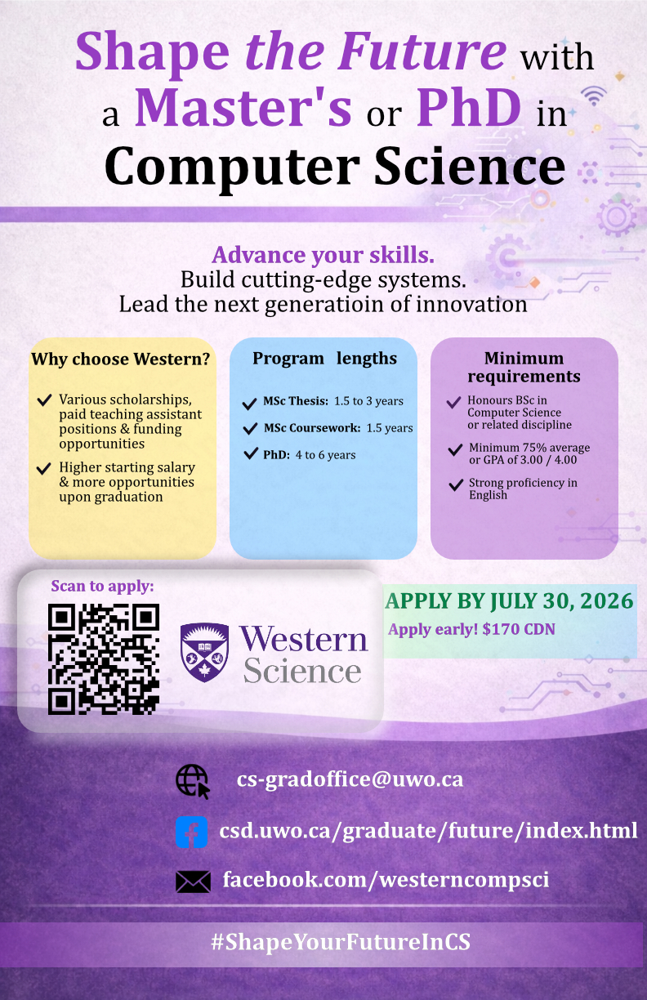 Shape the Future with
a Master's or PhD in
Computer Science
Advance your skills.
Build cutting-edge systems.
Lead the next generatioin of innovation
Why choose Western?
Various scholarships,
paid teaching assistant
positions & funding
opportunities
Higher starting salary
& more opportunities
upon graduation
Program lengths
MSc Thesis: 1.5 to 3 years
MSc Coursework: 1.5 years
PhD: 4 to 6 years
Minimum
requirements
Honours BSc in
Computer Science
or related discipline
Minimum 75% average
or GPA of 3.00 / 4.00
Strong proficiency in
English
Scan to apply:
Western
Science
APPLY BY JULY 30, 2026
Apply early! $170 CDN
cs-gradoffice@uwo.ca
csd.uwo.ca/graduate/future/index.html
facebook.com/westerncompsci
#ShapeYourFutureInCS